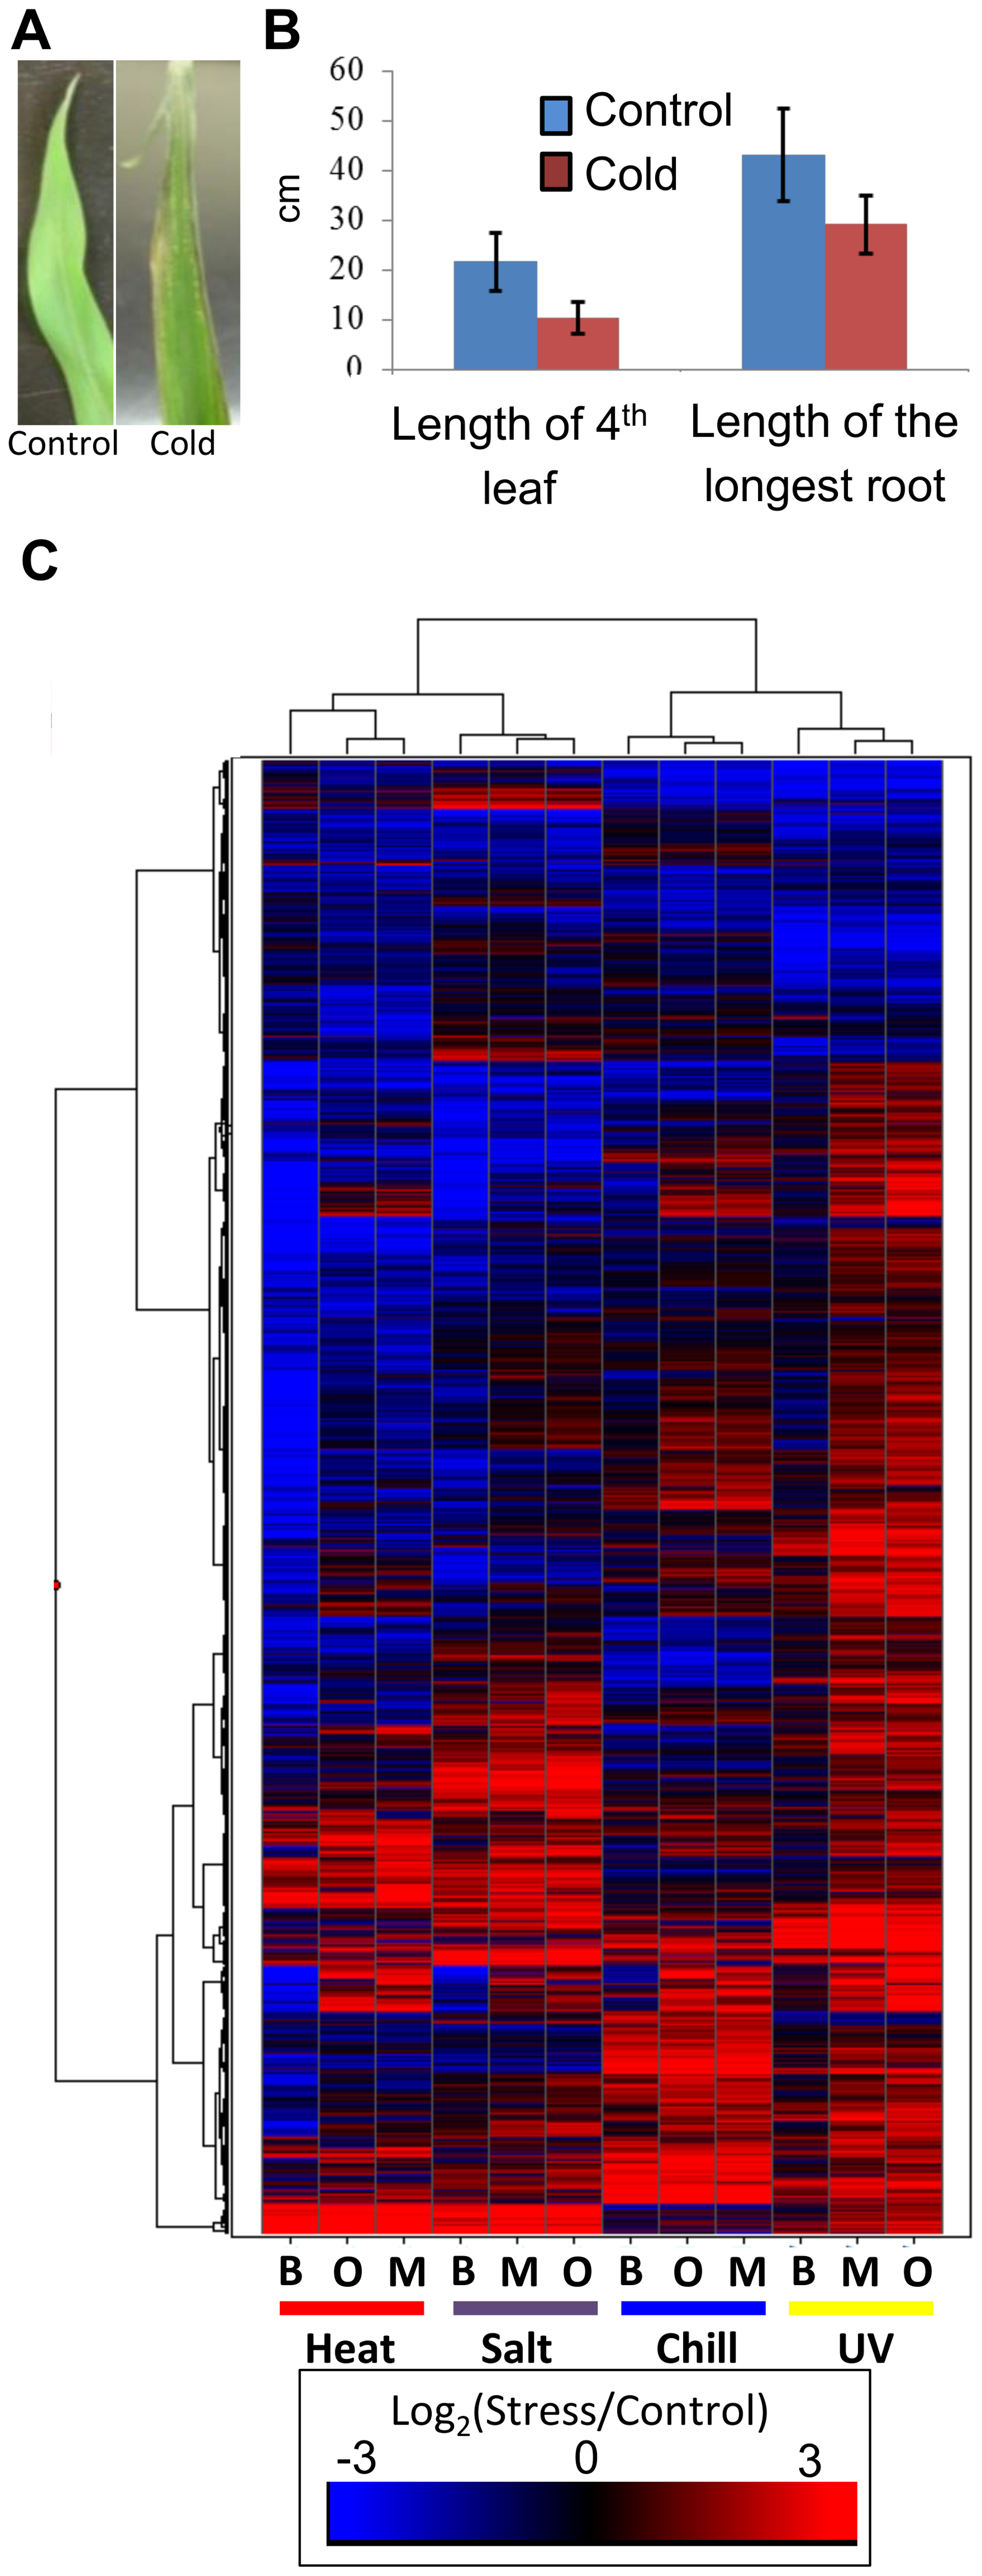 A
B
Control
Cold
60
50
40
30
20
10
0
cm
Control
Cold
Length of 4th
leaf
Length of the
longest root
C
B O M B M O B O M B M O
Heat Salt Chill UV
Log2(Stress/Control)
-3 0 3